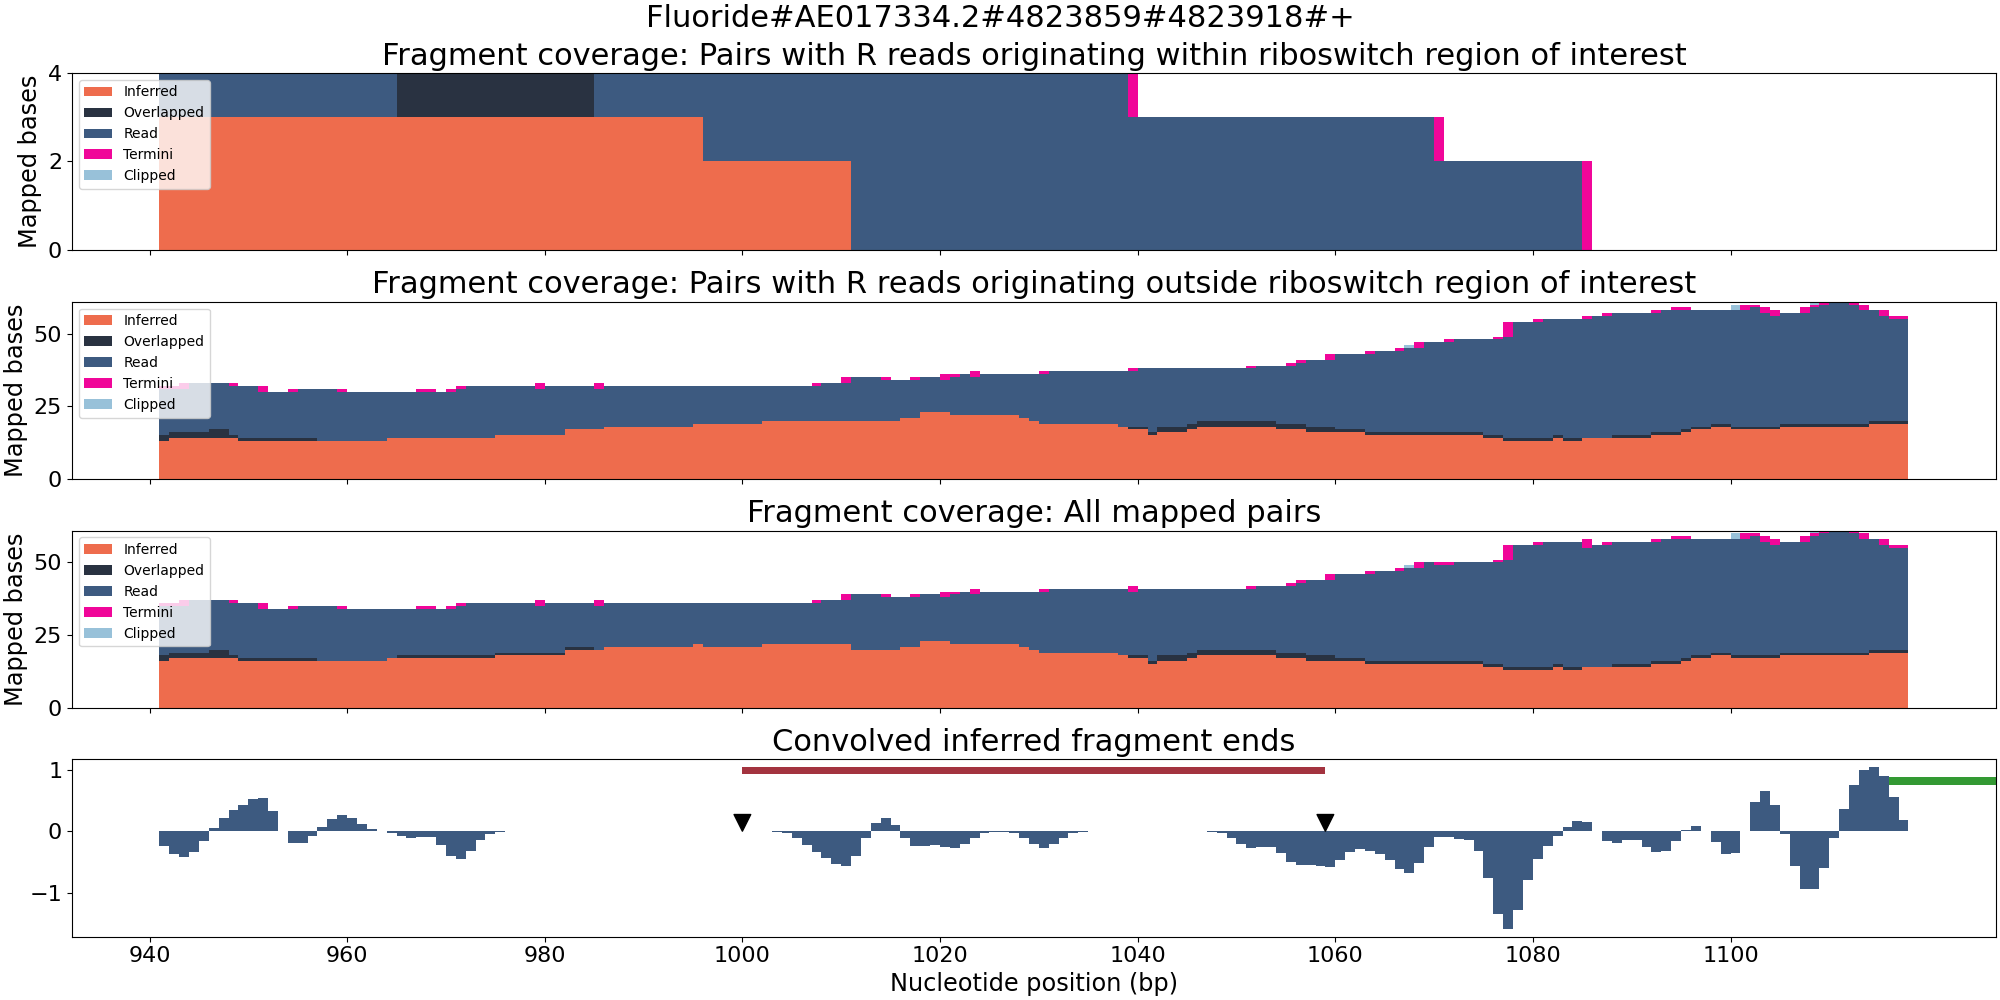 Fluoride#AE017334.2#4823859#4823918#+
Fragment coverage: Pairs with R reads originating within riboswitch region of interest
Mapped bases
4
2
0
Inferred
Overlapped
Read
Termini
Clipped
Fragment coverage: Pairs with R reads originating outside riboswitch region of interest
Mapped bases
50
25
0
Inferred
Overlapped
Read
Termini
Clipped
Fragment coverage: All mapped pairs
Mapped bases
50
25
0
Inferred
Overlapped
Read
Termini
Clipped
Convolved inferred fragment ends
1
0
−1
940 960 980 1000 1020 1040 1060 1080 1100
Nucleotide position (bp)